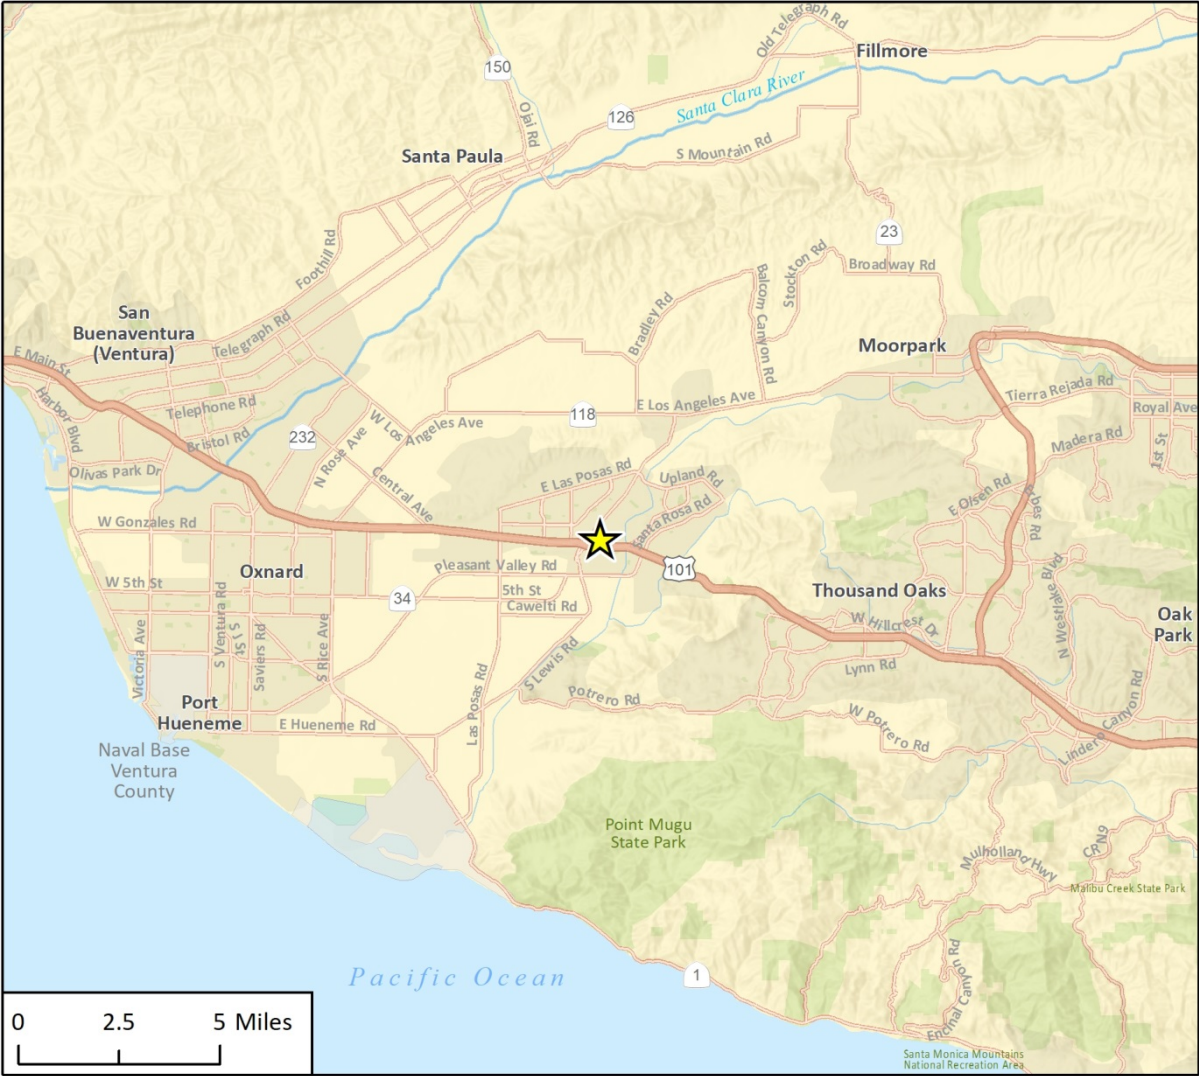 Old Telegraph Rd
Fillmore
150
Santa Clara River
126
Ojai Rd
Santa Paula
S Mountain Rd
23
Foothill Rd
Stockton Rd
Broadway Rd
Balcom Canyon Rd
San
Buenaventura
(Ventura)
Telegraph Rd
Bradley Rd
Moorpark
E Main St
Harbor Blvd
Telephone Rd
E Los Angeles Ave
Tierra Rejada Rd
Royal Ave
118
W Los Angeles Ave
232
Bristol Rd
N Rose Ave
Madera Rd
1st St
Olivas Park Dr
Central Ave
E Las Posas Rd
Upland Rd
E Olsen Rd
Santa Rosa Rd
W Gonzales Rd
101
Pleasant Valley Rd
Oxnard
W 5th St
34
5th St
Cawelti Rd
Thousand Oaks
N Westlake Blvd
Oak
Park
W Hillcrest Dr
S Ventura Rd
S J St
Saviers Rd
S Rice Ave
Victoria Ave
Lynn Rd
S Lewis Rd
Las Posas Rd
Potrero Rd
W Potrero Rd
Lindero Canyon Rd
Port
Hueneme
E Hueneme Rd
Naval Base
Ventura
County
Point Mugu
State Park
Mulholland Hwy
CR N9
Malibu Creek State Park
Pacific Ocean
1
Encinal Canyon Rd
0 2.5 5 Miles
Santa Monica Mountains
National Recreation Area